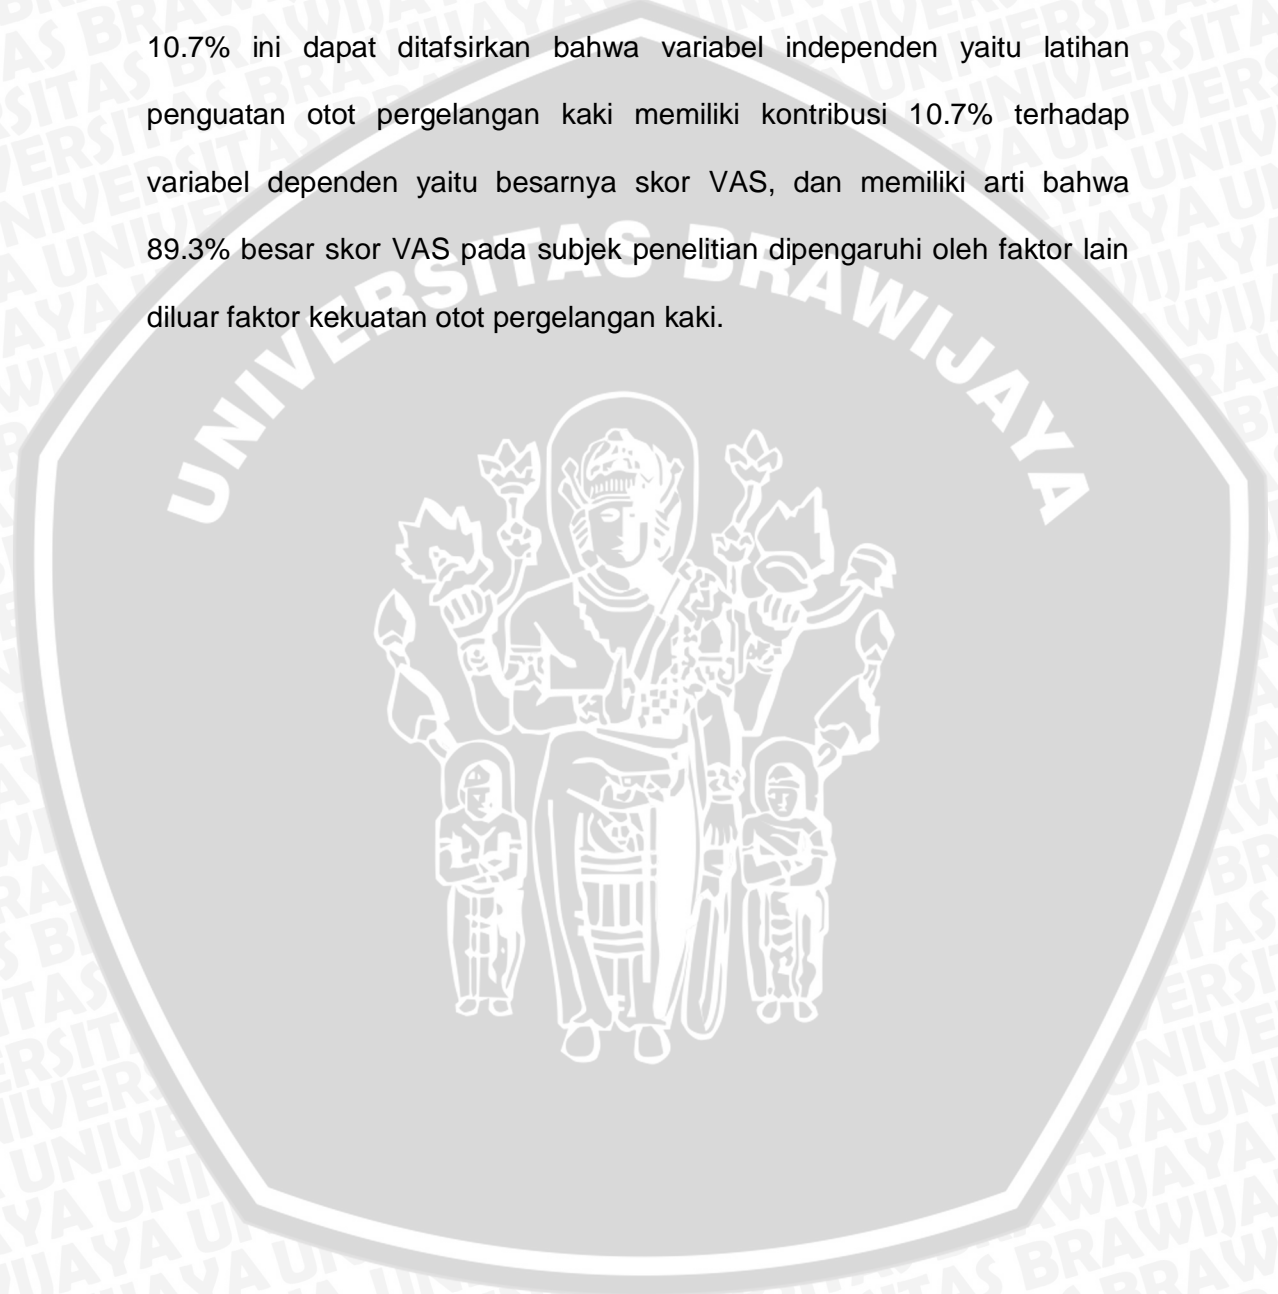 10.7% ini dapat ditafsirkan bahwa variabel independen yaitu latihan
penguatan otot pergelangan kaki memiliki kontribusi 10.7% terhadap
variabel dependen yaitu besarnya skor VAS, dan memiliki arti bahwa
89.3% besar skor VAS pada subjek penelitian dipengaruhi oleh faktor lain
diluar faktor kekuatan otot pergelangan kaki.
UNIVERSITAS BRAWIJAYA